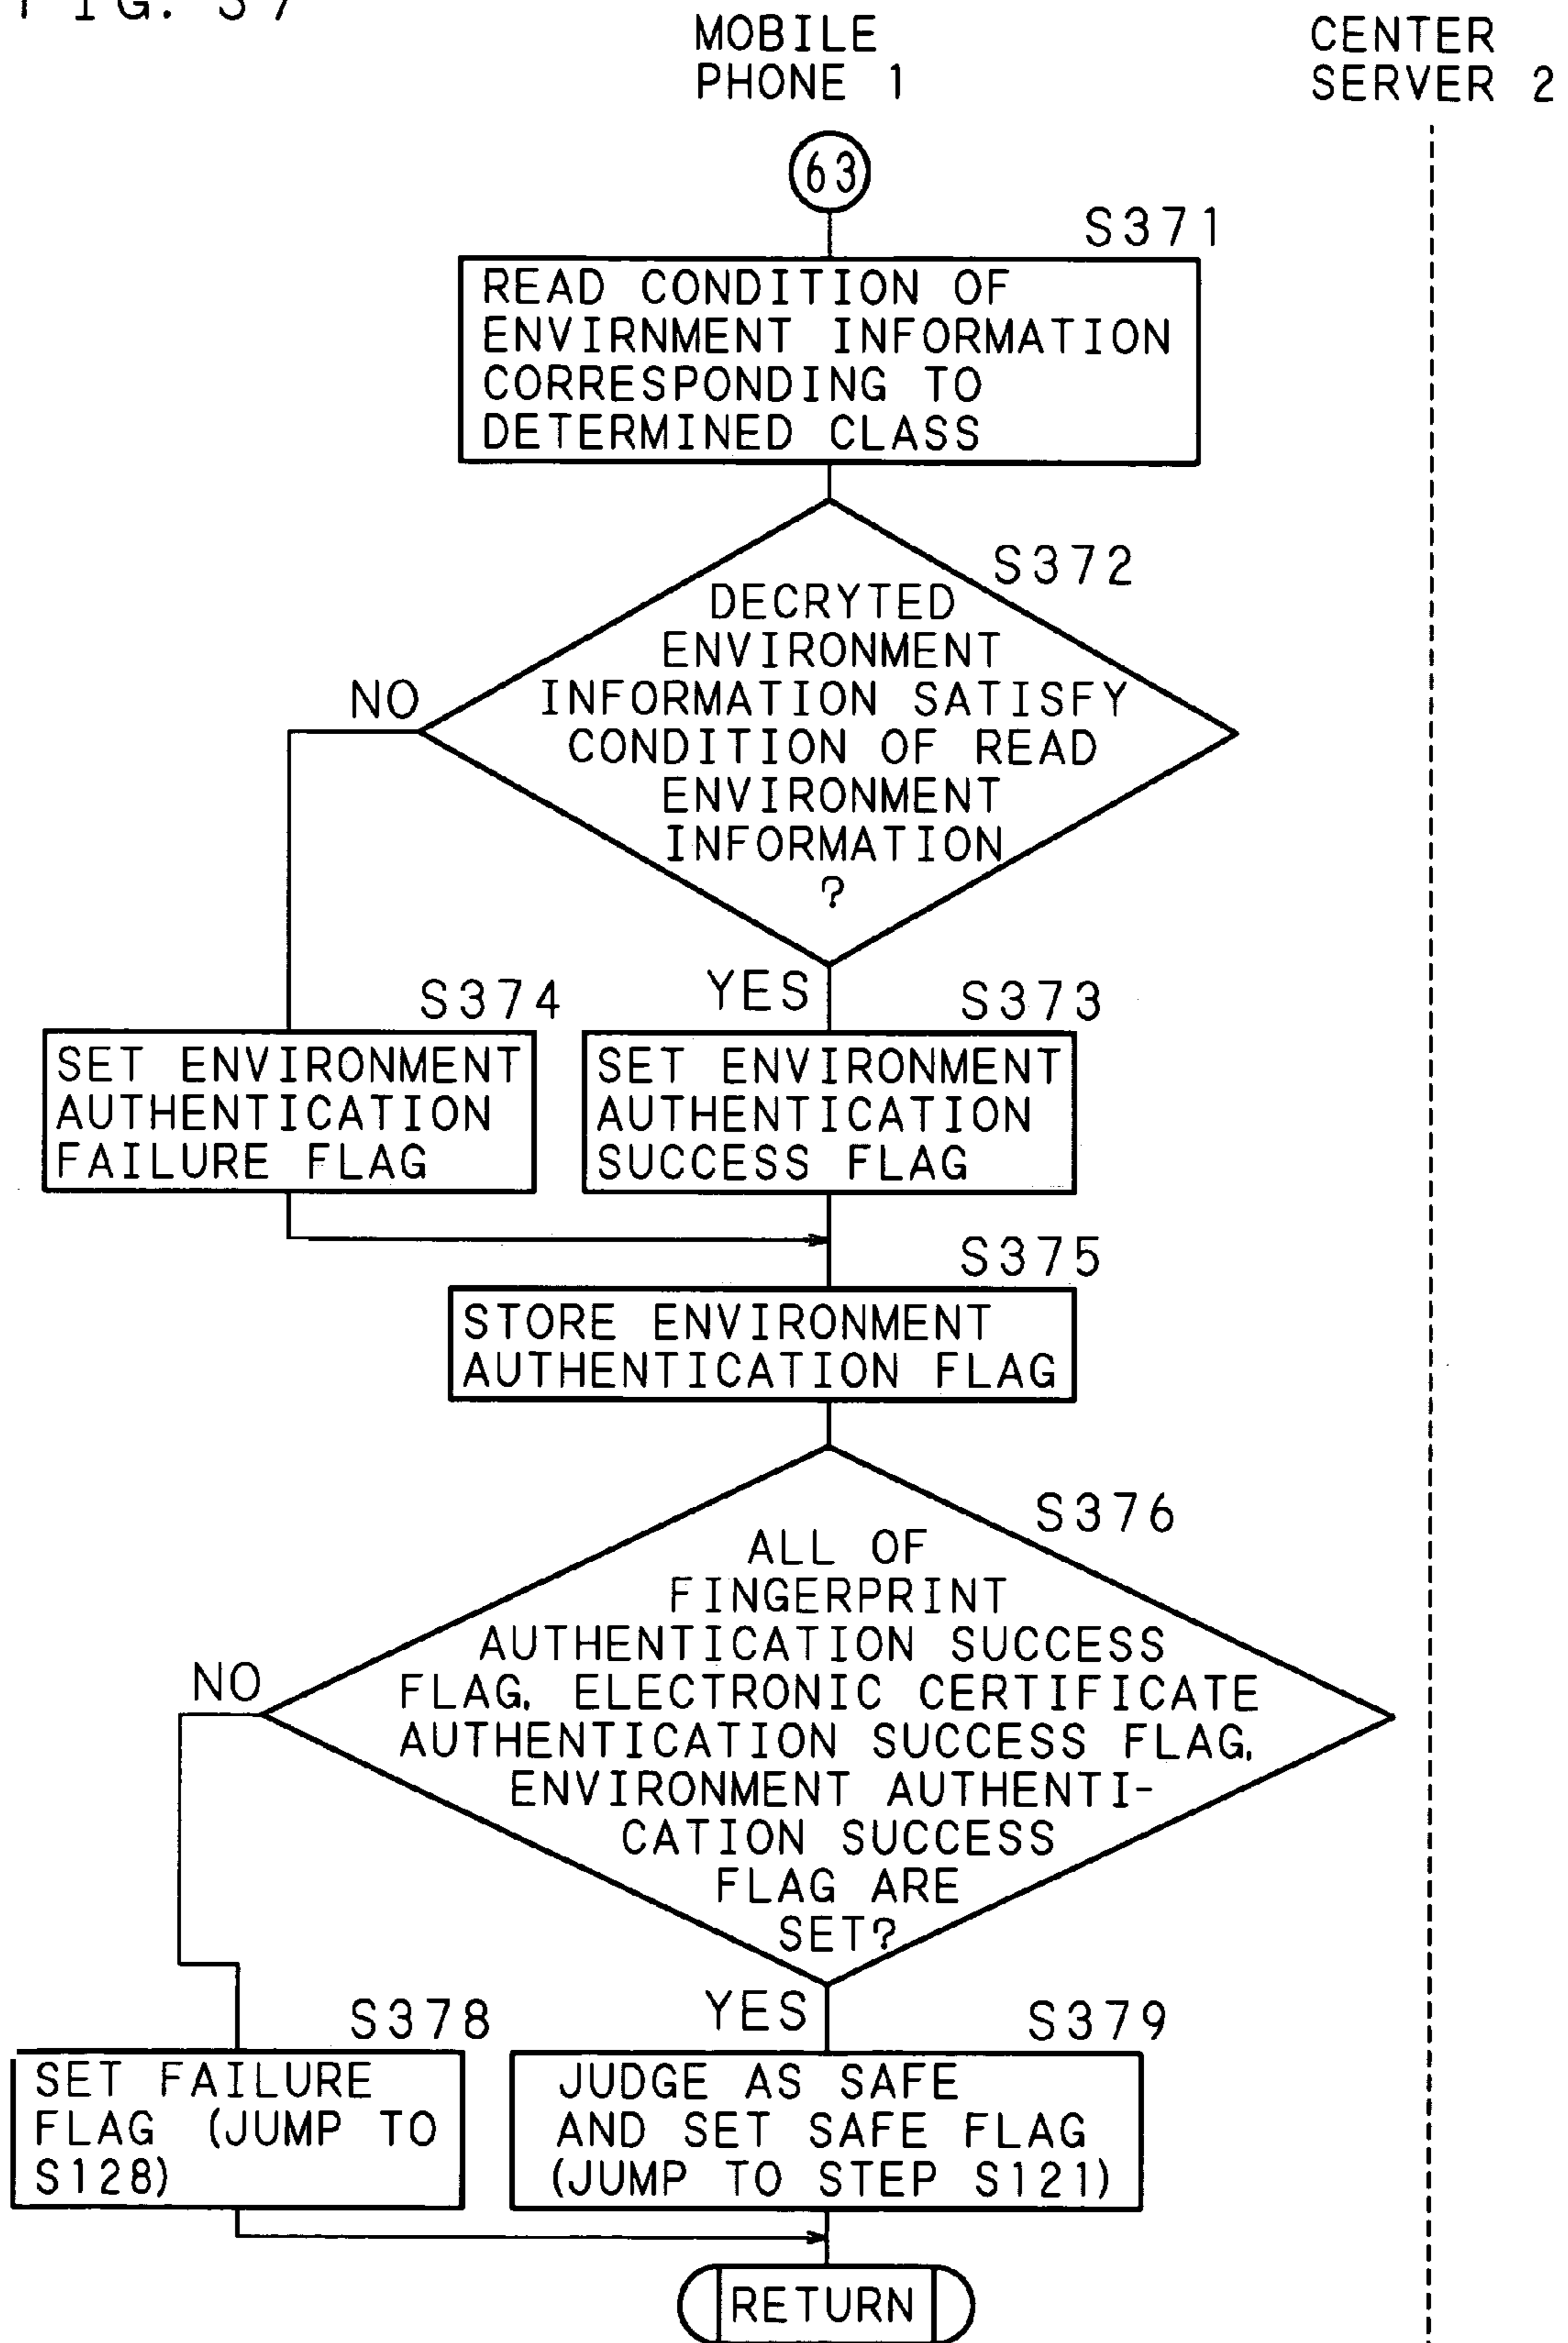 FIG. 37
MOBILE
PHONE 1
CENTER
SERVER 2
63
S371
READ CONDITION OF
ENVIRNMENT INFORMATION
CORRESPONDING TO
DETERMINED CLASS
S372
DECRYTED
ENVIRONMENT
INFORMATION SATISFY
CONDITION OF READ
ENVIRONMENT
INFORMATION
?
NO
YES
S374
SET ENVIRONMENT
AUTHENTICATION
FAILURE FLAG
S373
SET ENVIRONMENT
AUTHENTICATION
SUCCESS FLAG
S375
STORE ENVIRONMENT
AUTHENTICATION FLAG
S376
ALL OF
FINGERPRINT
AUTHENTICATION SUCCESS
FLAG, ELECTRONIC CERTIFICATE
AUTHENTICATION SUCCESS FLAG,
ENVIRONMENT AUTHENTI-
CATION SUCCESS
FLAG ARE
SET?
NO
YES
S378
SET FAILURE
FLAG (JUMP TO
S128)
S379
JUDGE AS SAFE
AND SET SAFE FLAG
(JUMP TO STEP S121)
RETURN